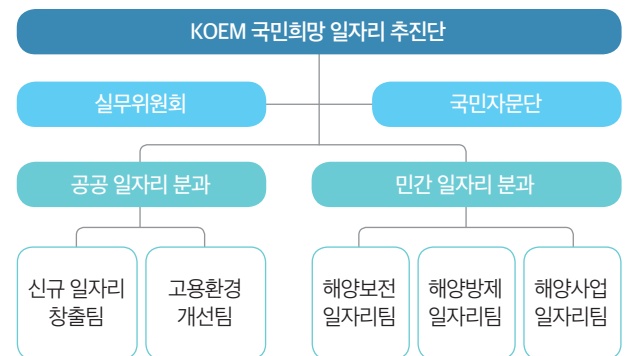 KOEM 국민희망 일자리 추진단
실무위원회
국민자문단
공공 일자리 분과
민간 일자리 분과
신규 일자리
창출팀
고용환경
개선팀
해양보전
일자리팀
해양방제
일자리팀
해양사업
일자리팀